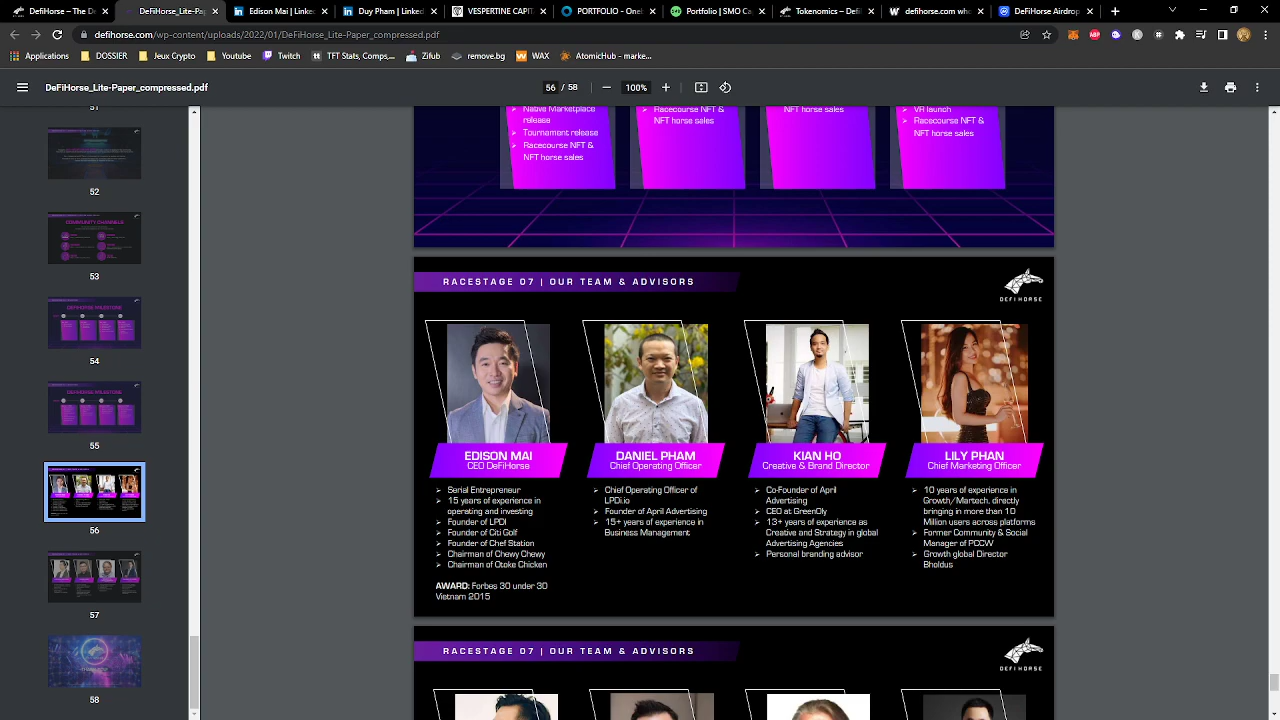 DeFiHorse - The D
DeFiHorse_Lite-Pa
Edison Mai | Linke
Duy Pham | Linked
VESPERTINE CAPIT
PORTFOLIO - Onel
Portfolio | SMO Ca
Tokenomics – DeF
defihorse.com whc
DeFiHorse Airdrop
defihorse.com/wp-content/uploads/2022/01/DeFiHorse_Lite-Paper_compressed.pdf
Applications
DOSSIER
Jeux Crypto
Youtube
Twitch
TFT Stats, Comps,...
Zifub
remove.bg
WAX
AtomicHub - marke...
DeFiHorse_Lite-Paper_compressed.pdf
56 / 58
100%
51
52
COMMUNITY CHANNELS
53
DEFIHORSE MILESTONE
54
DEFIHORSE MILESTONE
55
56
57
58
Native Marketplace
release
Tournament release
Racecourse NFT &
NFT horse sales
Racecourse NFT &
NFT horse sales
NFT horse sales
VR launch
Racecourse NFT &
NFT horse sales
RACESTAGE 07 | OUR TEAM & ADVISORS
DEFIHORSE
EDISON MAI
CEO DeFiHorse
Serial Entrepreneur
15 years of experience in
operating and investing
Founder of LPDI
Founder of Citi Golf
Founder of Chef Station
Chairman of Chewy Chewy
Chairman of Otoke Chicken
AWARD: Forbes 30 under 30
Vietnam 2015
DANIEL PHAM
Chief Operating Officer
Chief Operating Officer of
LPDi.io
Founder of April Advertising
15+ years of experience in
Business Management
KIAN HO
Creative & Brand Director
Co-Founder of April
Advertising
CEO at GreenOly
13+ years of experience as
Creative and Strategy in global
Advertising Agencies
Personal branding advisor
LILY PHAN
Chief Marketing Officer
10 years of experience in
Growth/Martech, directly
bringing in more than 10
Million users across platforms
Former Community & Social
Manager of PCCW
Growth global Director
Bholdus
RACESTAGE 07 | OUR TEAM & ADVISORS
DEFIHORSE